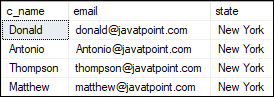 c_name email state
Donald donald@javatpoint.com New York
Antonio Antonio@javatpoint.com New York
Thompson thompson@javatpoint.com New York
Matthew matthew@javatpoint.com New York